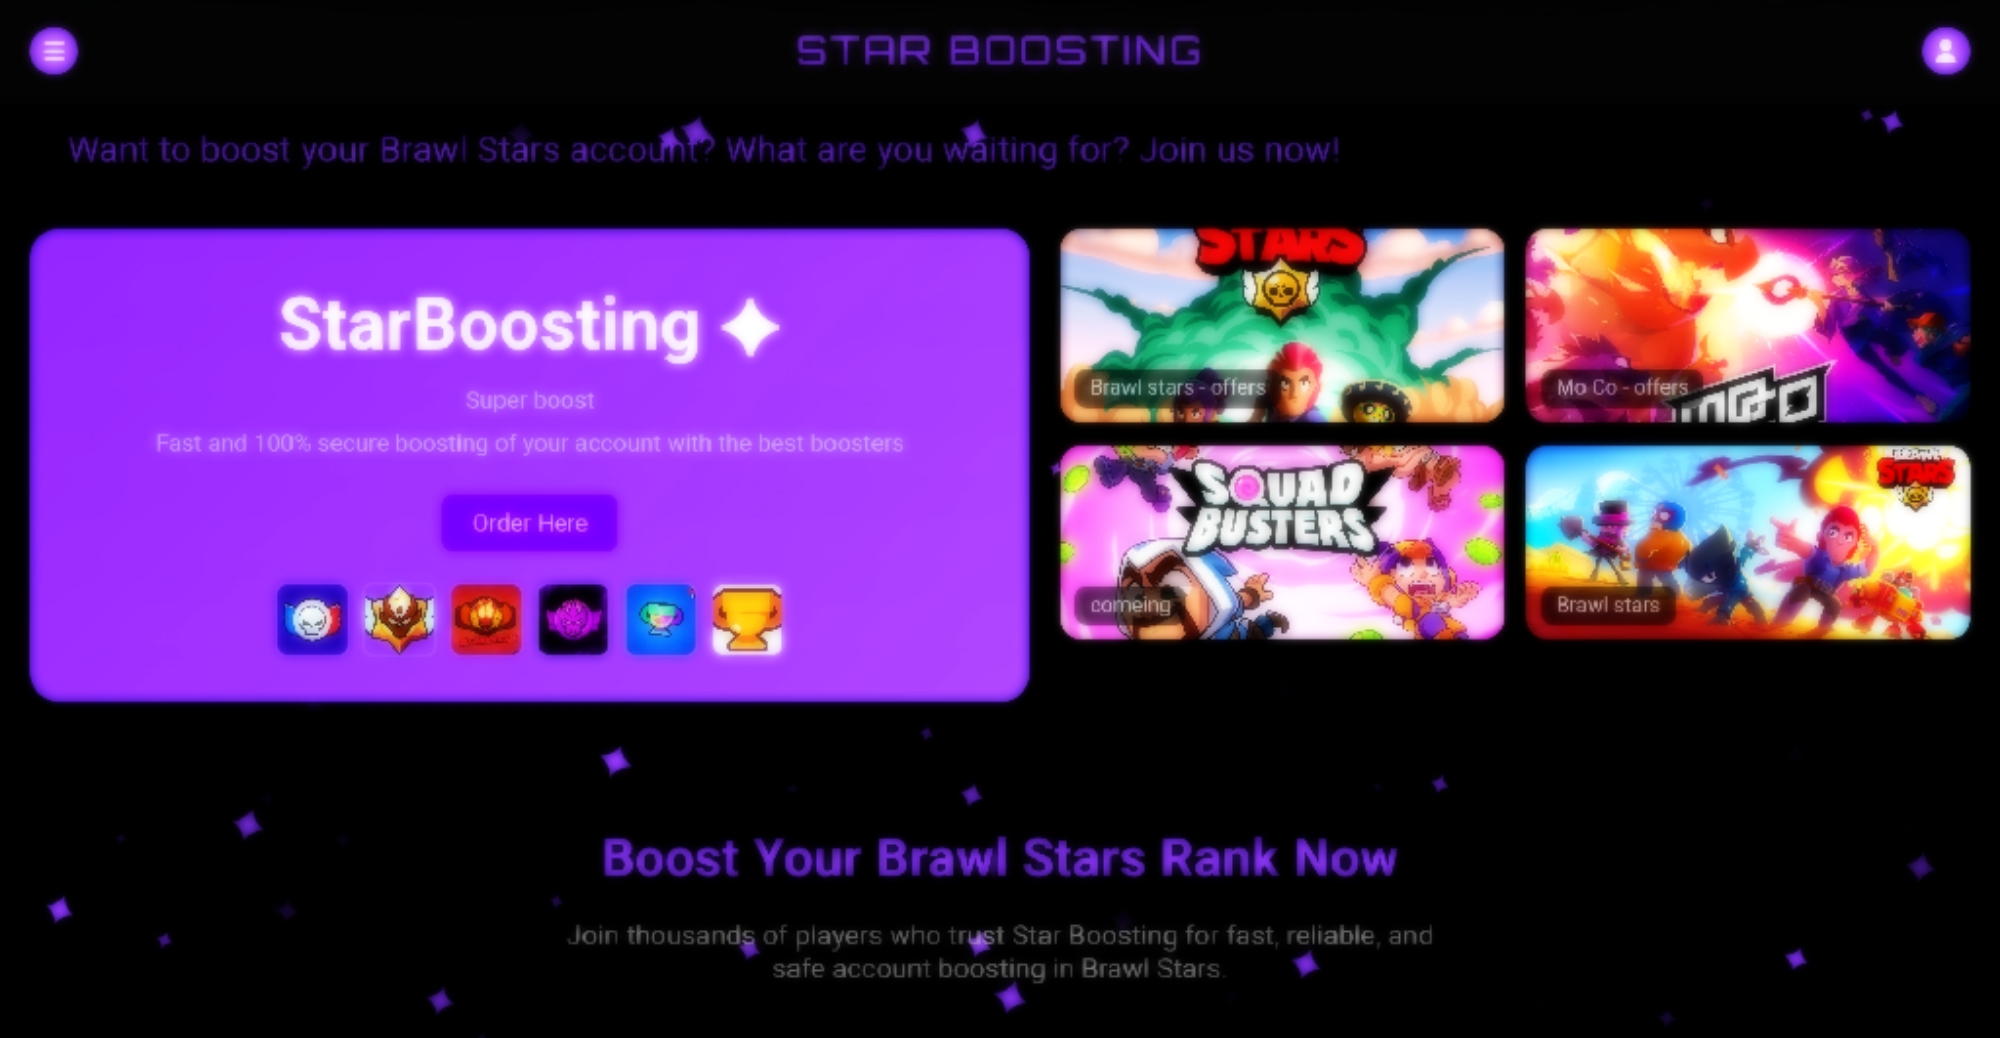 STAR BOOSTING
Want to boost your Brawl Stars account? What are you waiting for? Join us now!
StarBoosting
Super boost
Fast and 100% secure boosting of your account with the best boosters
Order Here
STARS
Brawl stars - offers
Mo Co - offers
SQUAD
BUSTERS
comeing
STARS
Brawl stars
Boost Your Brawl Stars Rank Now
Join thousands of players who trust Star Boosting for fast, reliable, and
safe account boosting in Brawl Stars.